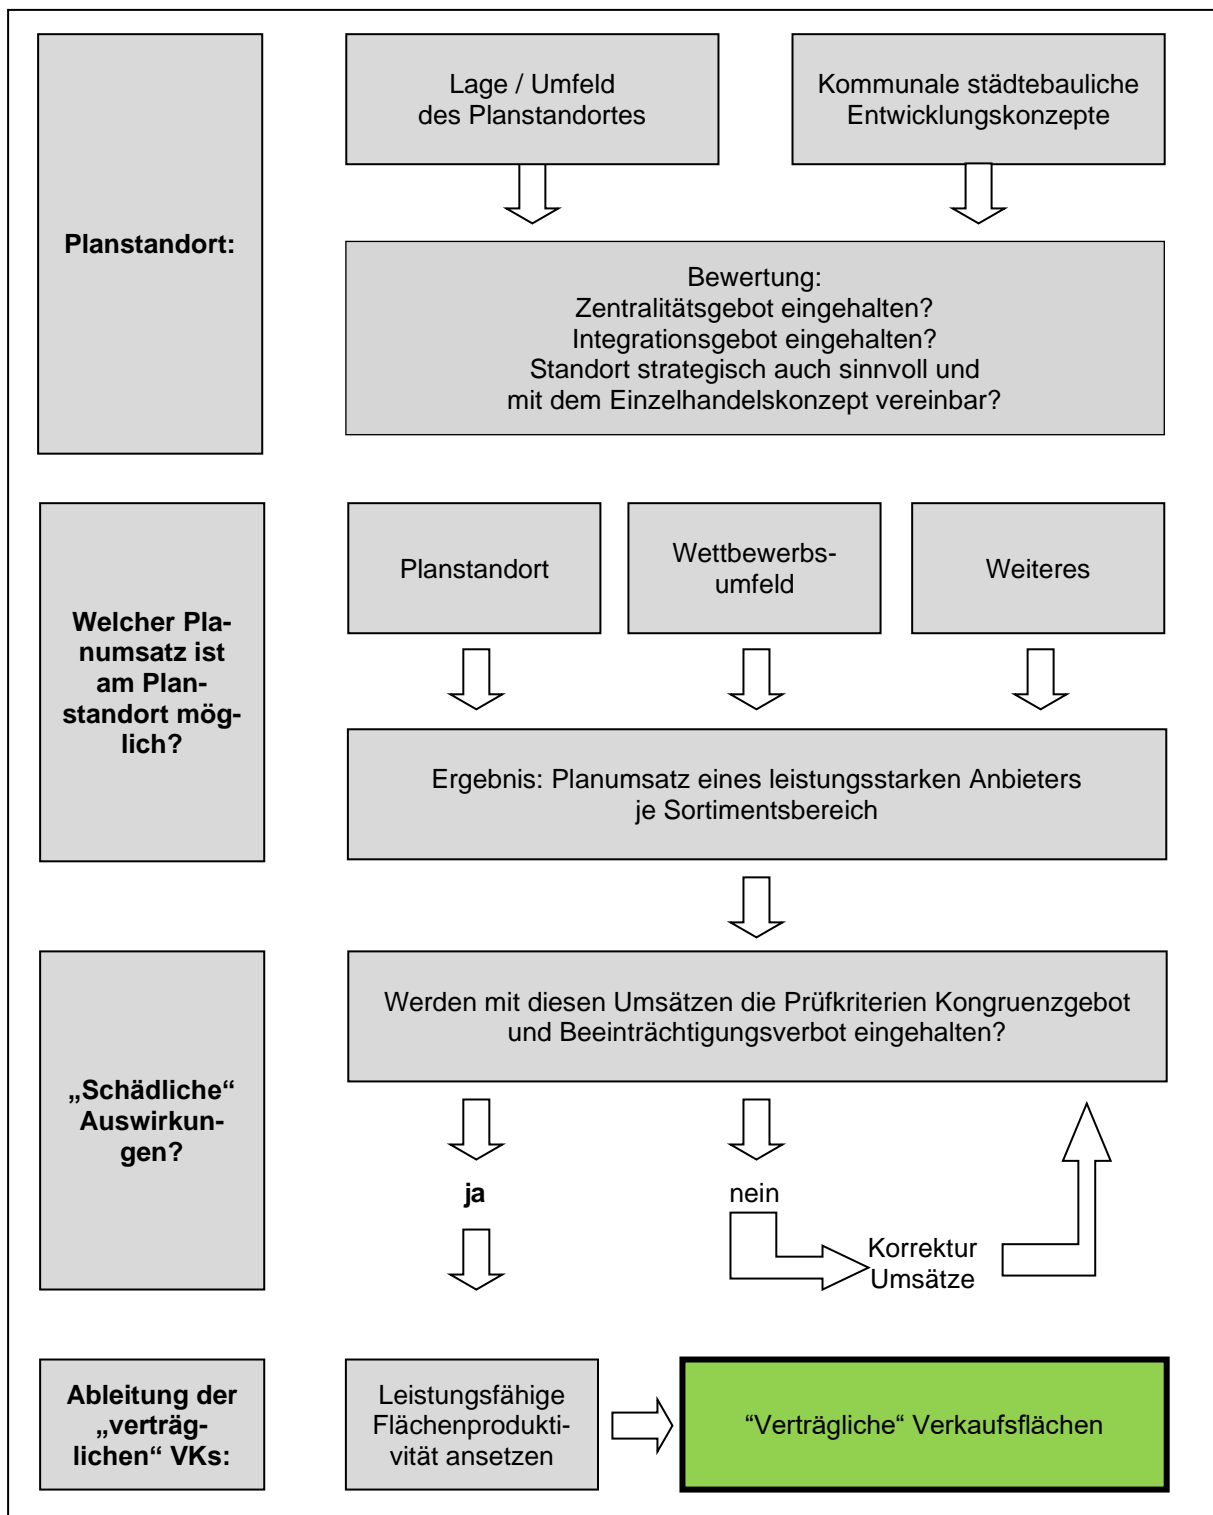 Planstandort:
Lage / Umfeld
des Planstandortes
Kommunale städtebauliche
Entwicklungskonzepte
Bewertung:
Zentralitätsgebot eingehalten?
Integrationsgebot eingehalten?
Standort strategisch auch sinnvoll und
mit dem Einzelhandelskonzept vereinbar?
Welcher Pla-
numsatz ist
am Plan-
standort mög-
lich?
Planstandort
Wettbewerbs-
umfeld
Weiteres
Ergebnis: Planumsatz eines leistungsstarken Anbieters
je Sortimentsbereich
„Schädliche“
Auswirkun-
gen?
Werden mit diesen Umsätzen die Prüfkriterien Kongruenzgebot
und Beeinträchtigungsverbot eingehalten?
ja
nein
Korrektur
Umsätze
Ableitung der
„verträg-
lichen“ VKs:
Leistungsfähige
Flächenprodukti-
vität ansetzen
“Verträgliche“ Verkaufsflächen